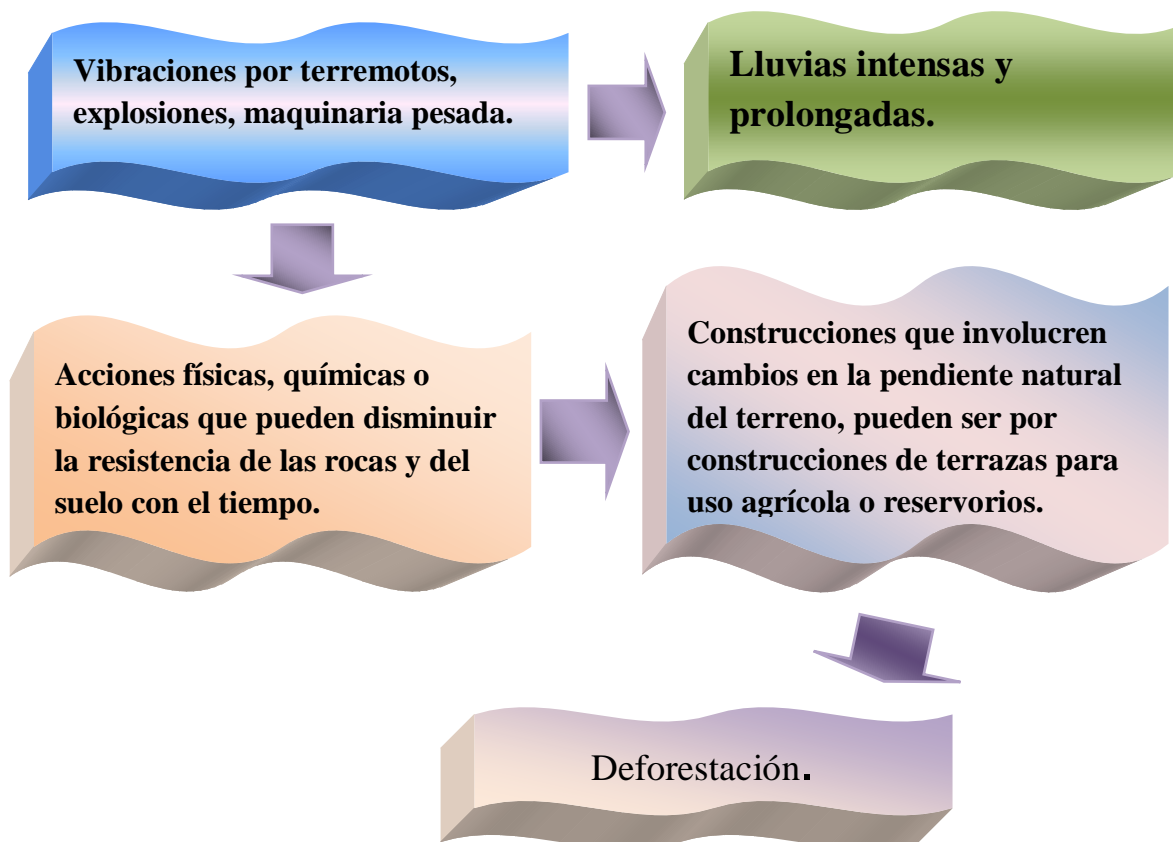 Vibraciones por terremotos,
explosiones, maquinaria pesada.
Lluvias intensas y
prolongadas.
Acciones físicas, químicas o
biológicas que pueden disminuir
la resistencia de las rocas y del
suelo con el tiempo.
Construcciones que involucren
cambios en la pendiente natural
del terreno, pueden ser por
construcciones de terrazas para
uso agrícola o reservorios.
Deforestación.